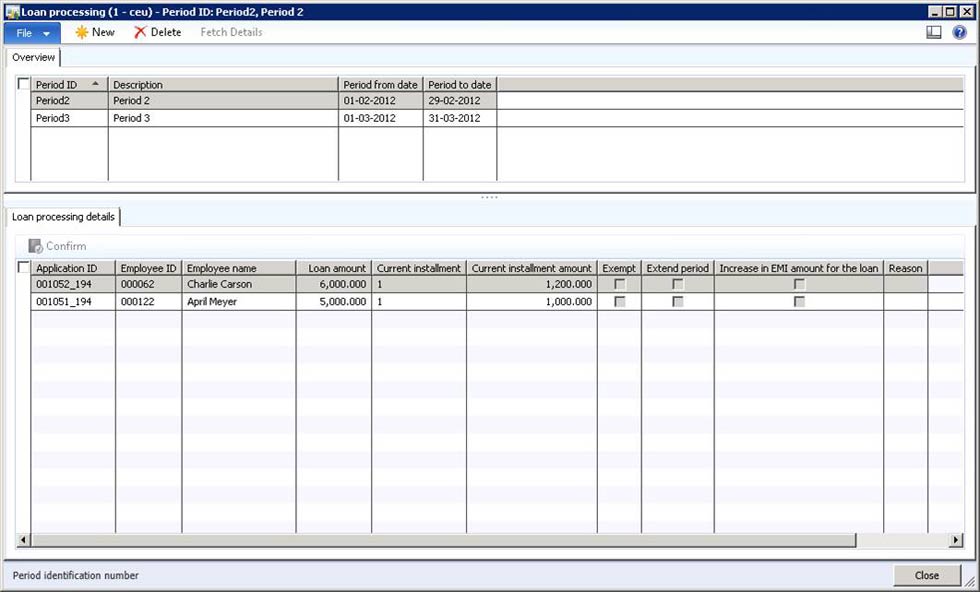 Loan processing (1 - ceu) - Period ID: Period2, Period 2
File New Delete Fetch Details
Overview
Period ID Description Period from date Period to date
Period2 Period 2 01-02-2012 29-02-2012
Period3 Period 3 01-03-2012 31-03-2012
Loan processing details
Confirm
Application ID Employee ID Employee name Loan amount Current installment Current installment amount Exempt Extend period Increase in EMI amount for the loan Reason
001052_194 000062 Charlie Carson 6,000.000 1 1,200.000
001051_194 000122 April Meyer 5,000.000 1 1,000.000
Period identification number Close